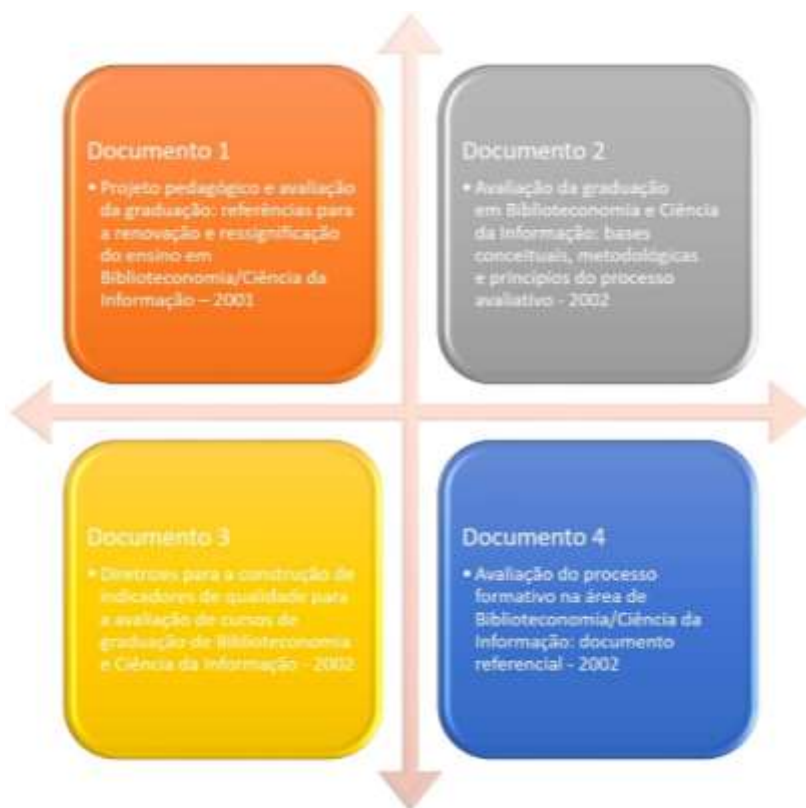 Documento 1
• Projeto pedagógico e avaliação
da graduação: referências para
a renovação e ressignificação
do ensino em
Biblioteconomia/Ciência da
Informação – 2001
Documento 2
• Avaliação da graduação
em Biblioteconomia e Ciência
da Informação: bases
conceituais, metodológicas
e princípios do processo
avaliativo - 2002
Documento 3
• Diretrizes para a construção de
indicadores de qualidade para
a avaliação de cursos de
graduação de Biblioteconomia
e Ciência da Informação - 2002
Documento 4
• Avaliação do processo
formativo na área de
Biblioteconomia/Ciência da
Informação: documento
referencial - 2002